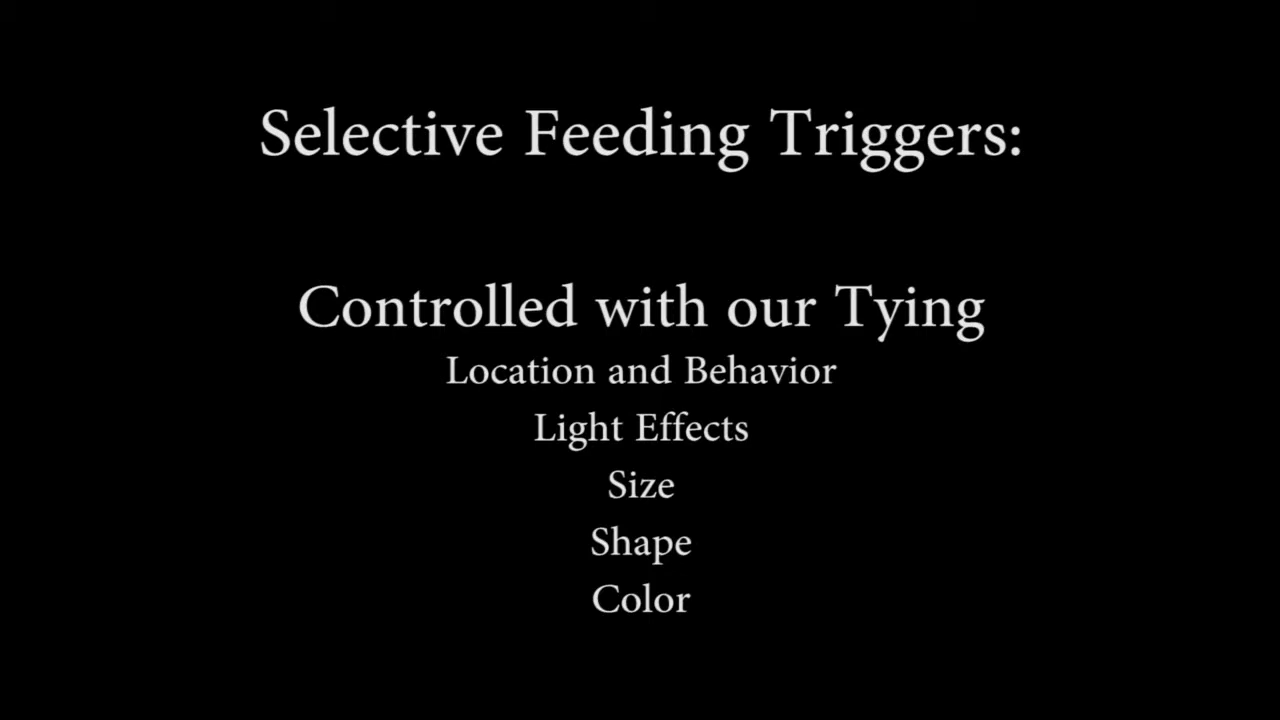 Selective Feeding Triggers:
Controlled with our Tying
Location and Behavior
Light Effects
Size
Shape
Color